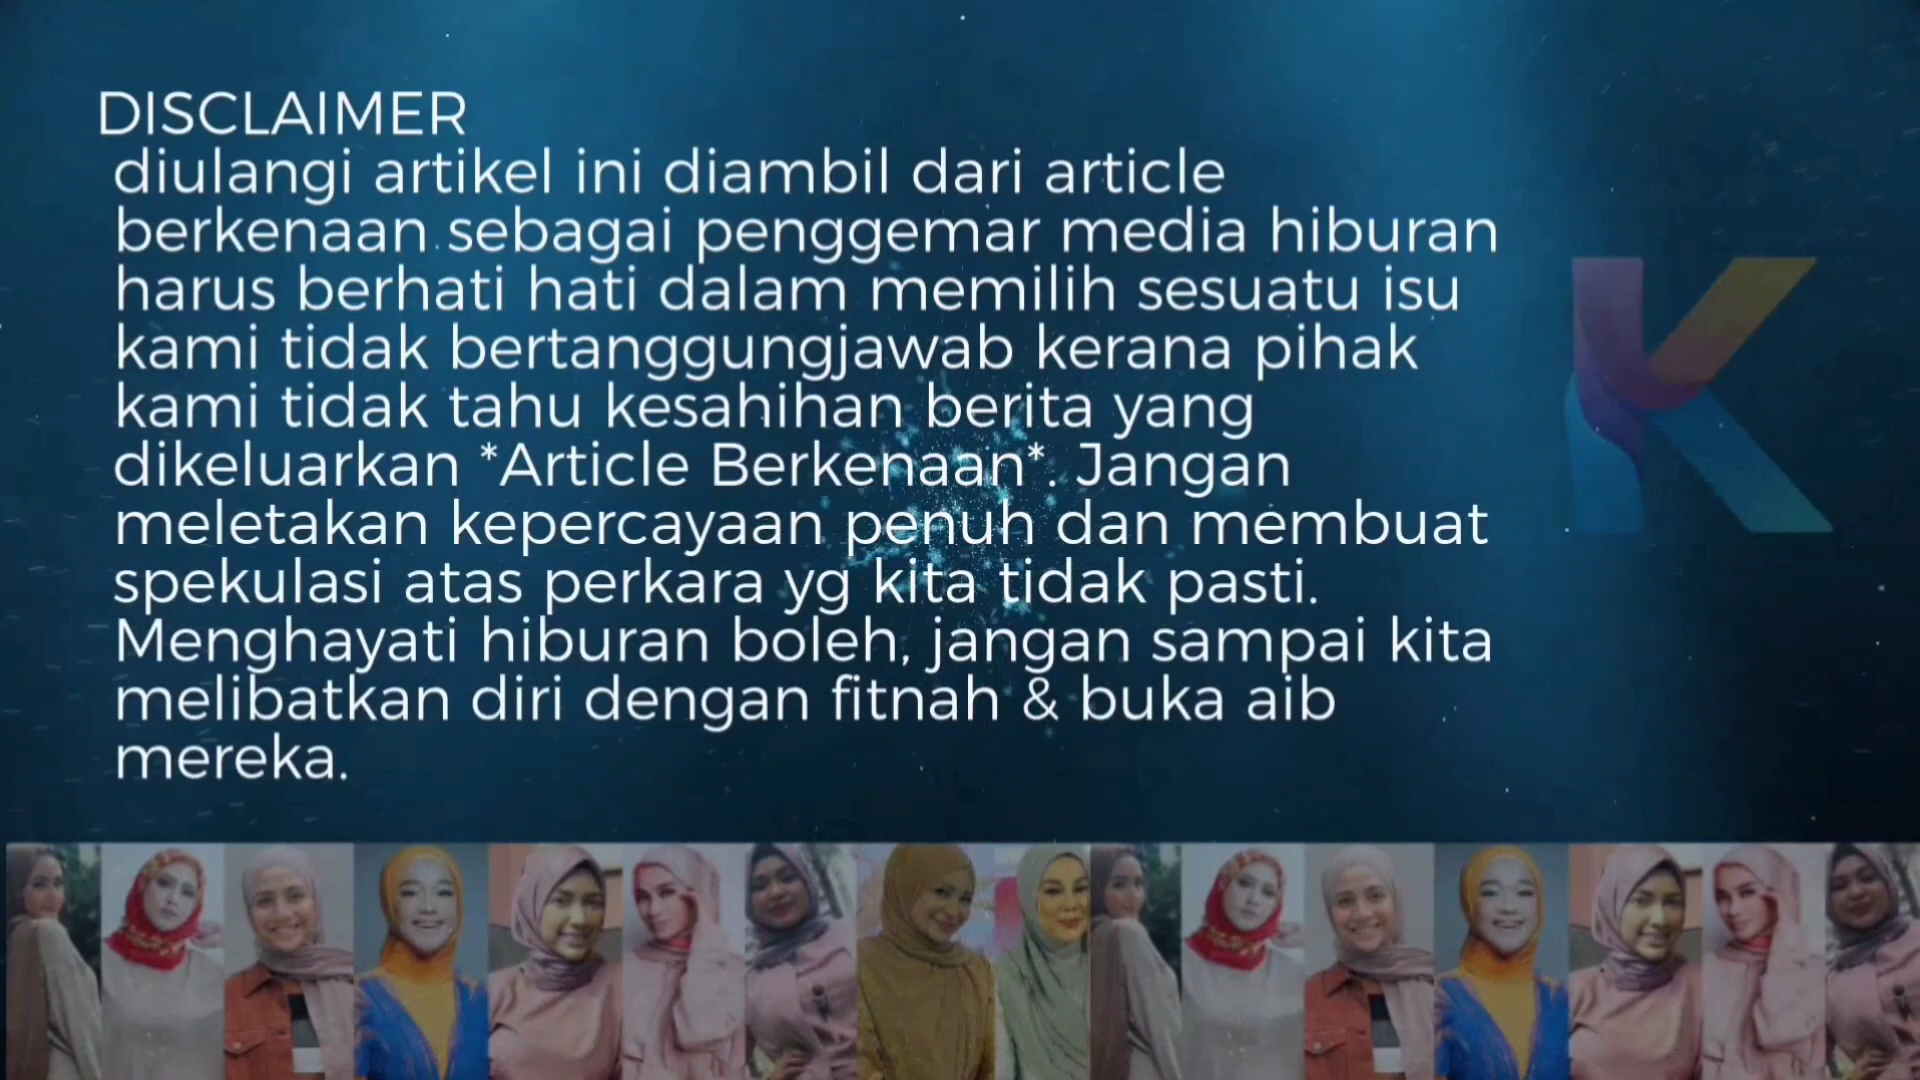 DISCLAIMER
diulangi artikel ini diambil dari article
berkenaan sebagai penggemar media hiburan
harus berhati hati dalam memilih sesuatu isu
kami tidak bertanggungjawab kerana pihak
kami tidak tahu kesahihan berita yang
dikeluarkan *Article Berkenaan*. Jangan
meletakan kepercayaan penuh dan membuat
spekulasi atas perkara yg kita tidak pasti.
Menghayati hiburan boleh, jangan sampai kita
melibatkan diri dengan fitnah & buka aib
mereka.
K